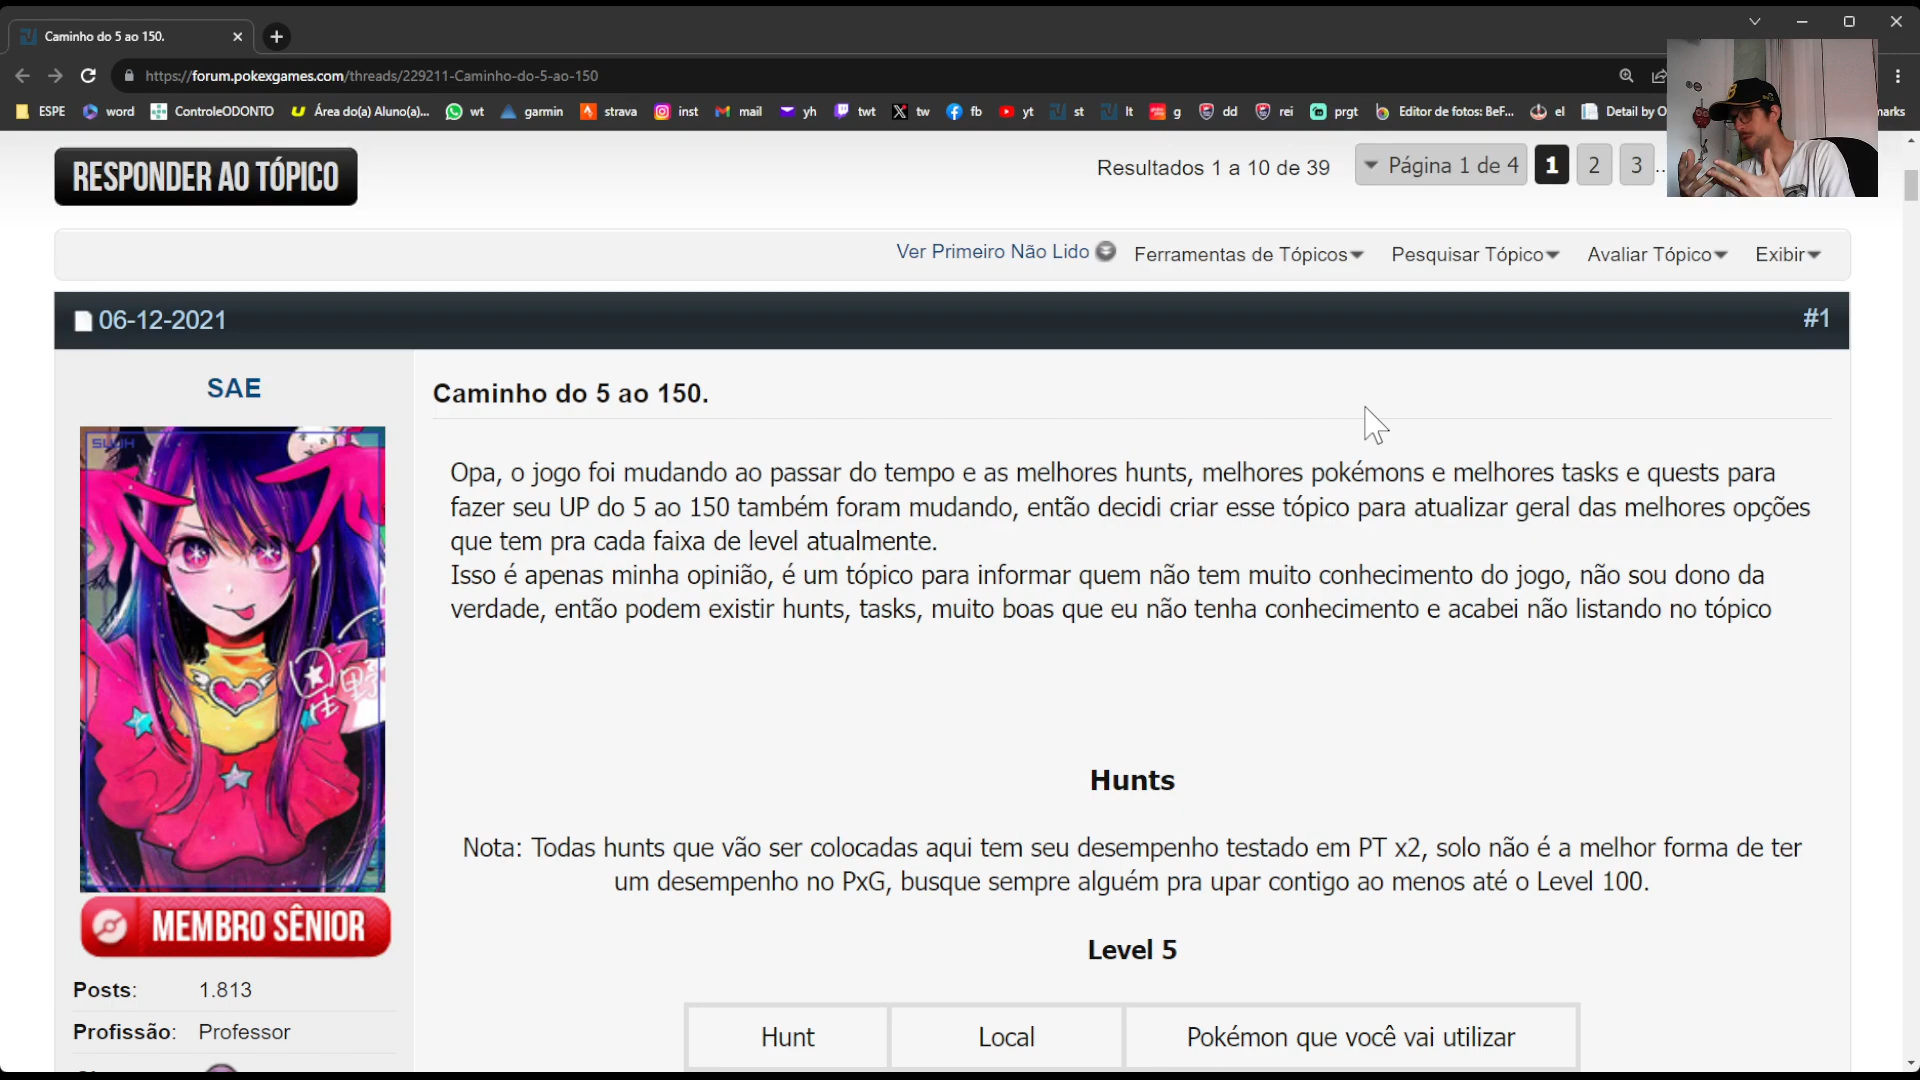 Caminho do 5 ao 150.
https://forum.pokexgames.com/threads/229211-Caminho-do-5-ao-150
ESPE word ControleODONTO Área do(a) Aluno(a)... wt garmin strava inst mail yh twt tw fb yt st lt g dd rei prgt Editor de fotos: BeF... el Detail by O
RESPONDER AO TÓPICO
Resultados 1 a 10 de 39 Página 1 de 4 1 2 3 ..
Ver Primeiro Não Lido Ferramentas de Tópicos Pesquisar Tópico Avaliar Tópico Exibir
06-12-2021 #1
SAE
Caminho do 5 ao 150.
Opa, o jogo foi mudando ao passar do tempo e as melhores hunts, melhores pokémons e melhores tasks e quests para
fazer seu UP do 5 ao 150 também foram mudando, então decidi criar esse tópico para atualizar geral das melhores opções
que tem pra cada faixa de level atualmente.
Isso é apenas minha opinião, é um tópico para informar quem não tem muito conhecimento do jogo, não sou dono da
verdade, então podem existir hunts, tasks, muito boas que eu não tenha conhecimento e acabei não listando no tópico
Hunts
Nota: Todas hunts que vão ser colocadas aqui tem seu desempenho testado em PT x2, solo não é a melhor forma de ter
um desempenho no PxG, busque sempre alguém pra upar contigo ao menos até o Level 100.
Level 5
Hunt Local Pokémon que você vai utilizar
MEMBRO SÊNIOR
Posts: 1.813
Profissão: Professor